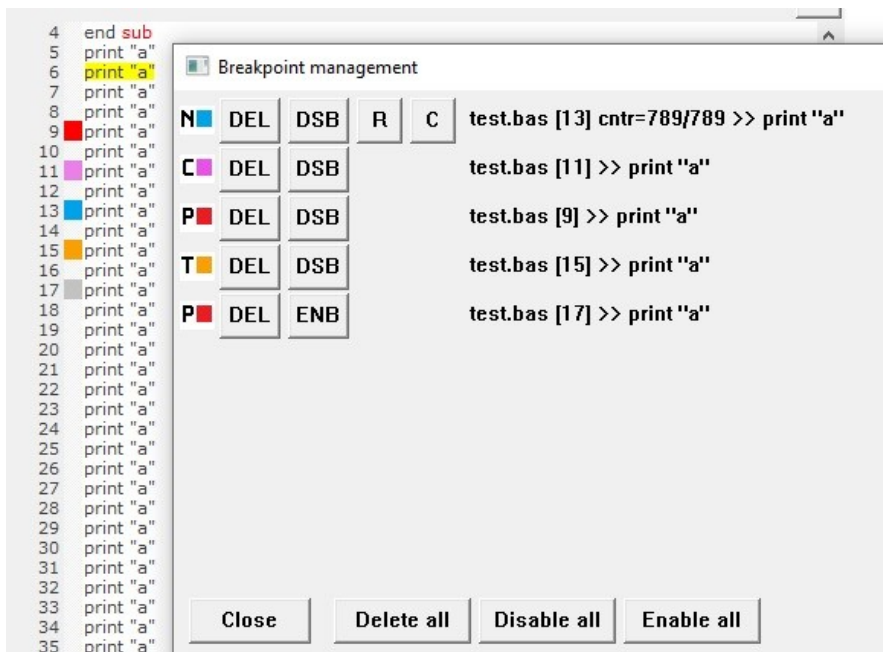 4 end sub
5 print "a"
6 print "a"
7 print "a"
8 print "a"
9 print "a"
10 print "a"
11 print "a"
12 print "a"
13 print "a"
14 print "a"
15 print "a"
16 print "a"
17 print "a"
18 print "a"
19 print "a"
20 print "a"
21 print "a"
22 print "a"
23 print "a"
24 print "a"
25 print "a"
26 print "a"
27 print "a"
28 print "a"
29 print "a"
30 print "a"
31 print "a"
32 print "a"
33 print "a"
34 print "a"
35 print "a"
Breakpoint management
N DEL DSB R C test.bas [13] cntr=789/789 >> print "a"
C DEL DSB test.bas [11] >> print "a"
P DEL DSB test.bas [9] >> print "a"
T DEL DSB test.bas [15] >> print "a"
P DEL ENB test.bas [17] >> print "a"
Close Delete all Disable all Enable all